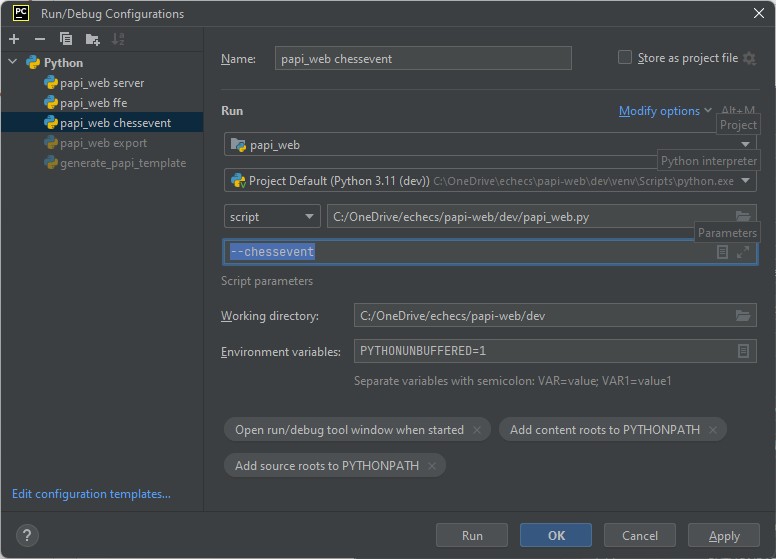 PC Run/Debug Configurations
Python
papi_web server
papi_web ffe
papi_web chessevent
papi_web export
generate_papi_template
Edit configuration templates...
Name: papi_web chessevent Store as project file
Run Modify options Alt+M
Project
papi_web
Python interpreter
Project Default (Python 3.11 (dev)) C:\OneDrive\echecs\papi-web\dev\venv\Scripts\python.exe
script C:/OneDrive/echecs/papi-web/dev/papi_web.py
Parameters
--chessevent
Script parameters
Working directory: C:/OneDrive/echecs/papi-web/dev
Environment variables: PYTHONUNBUFFERED=1
Separate variables with semicolon: VAR=value; VAR1=value1
Open run/debug tool window when started × Add content roots to PYTHONPATH ×
Add source roots to PYTHONPATH ×
? Run OK Cancel Apply